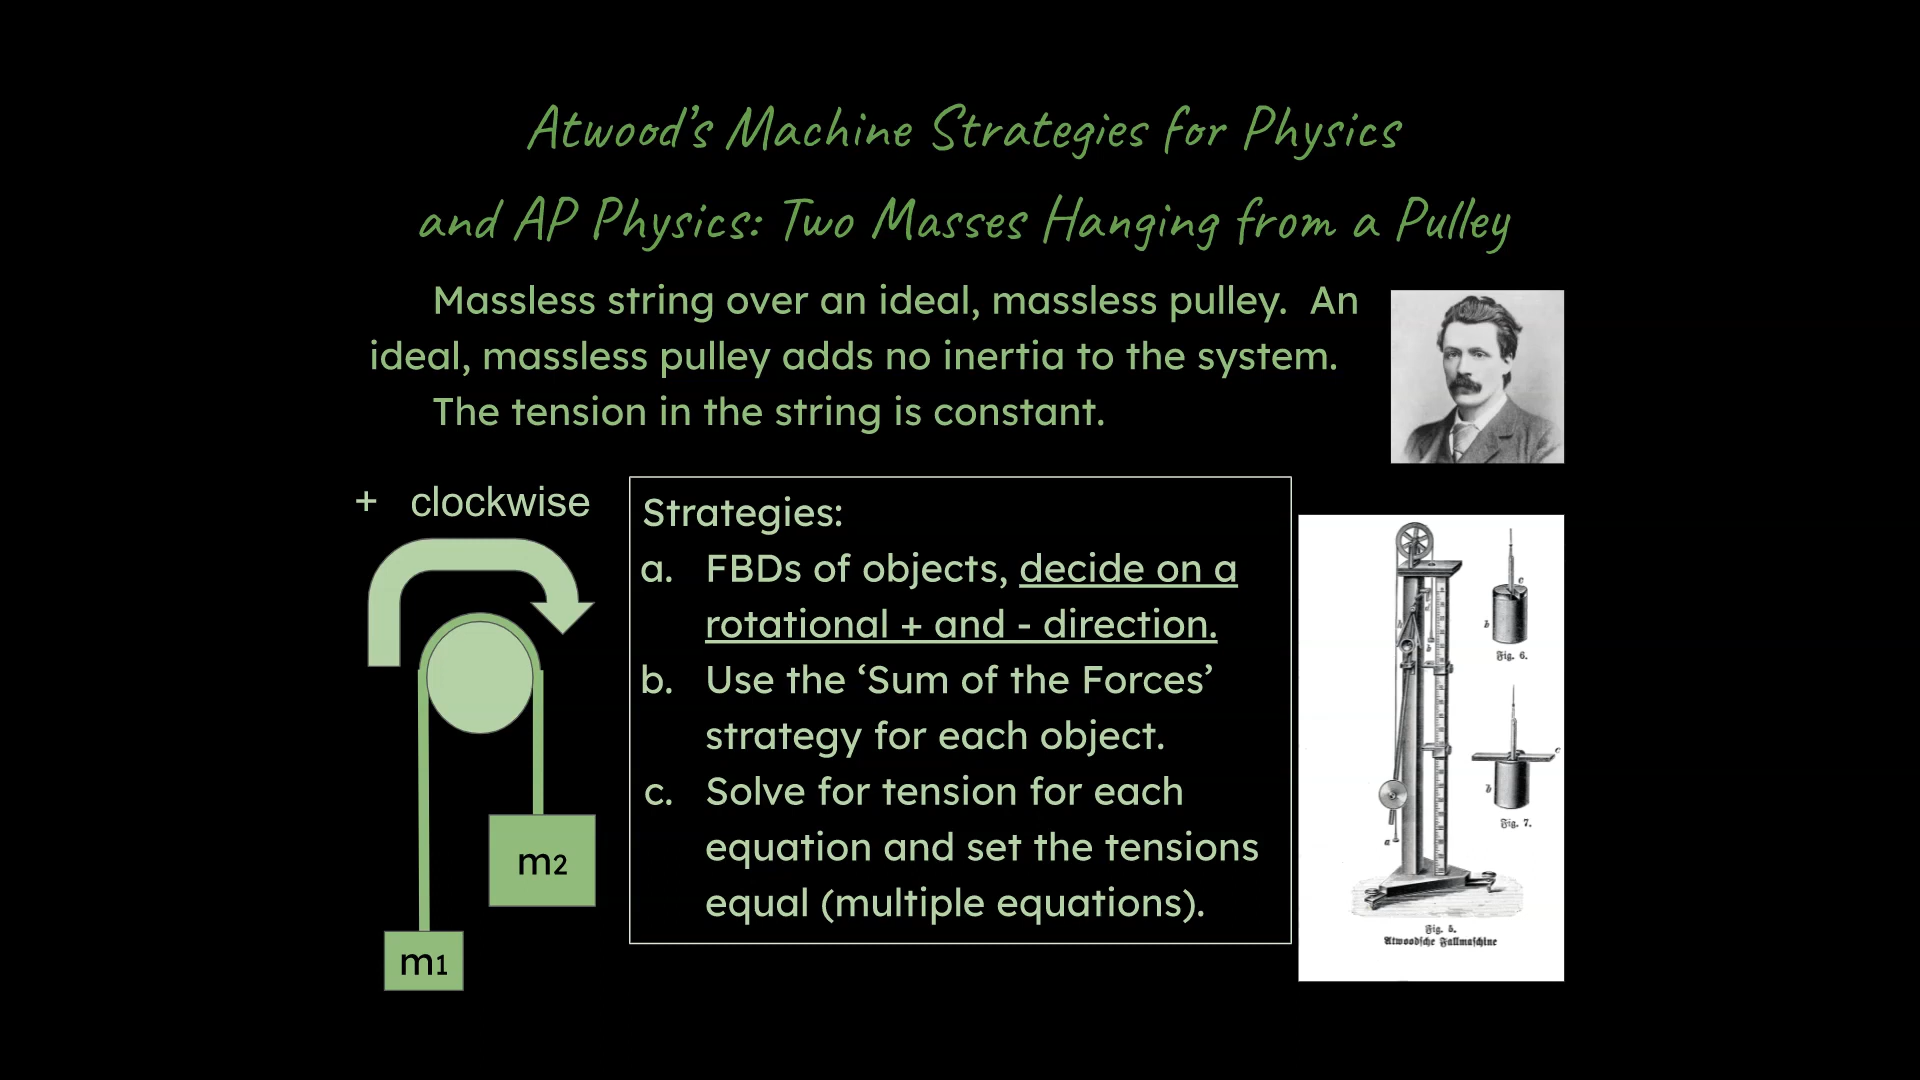 Atwood’s Machine Strategies for Physics
and AP Physics: Two Masses Hanging from a Pulley
Massless string over an ideal, massless pulley. An
ideal, massless pulley adds no inertia to the system.
The tension in the string is constant.
+ clockwise
m2
m1
Strategies:
a. FBDs of objects, decide on a
rotational + and - direction.
b. Use the ‘Sum of the Forces’
strategy for each object.
c. Solve for tension for each
equation and set the tensions
equal (multiple equations).
c
b
Fig. 6.
c
b
Fig. 7.
a
Fig. 5.
Atwoodsche Fallmaschine